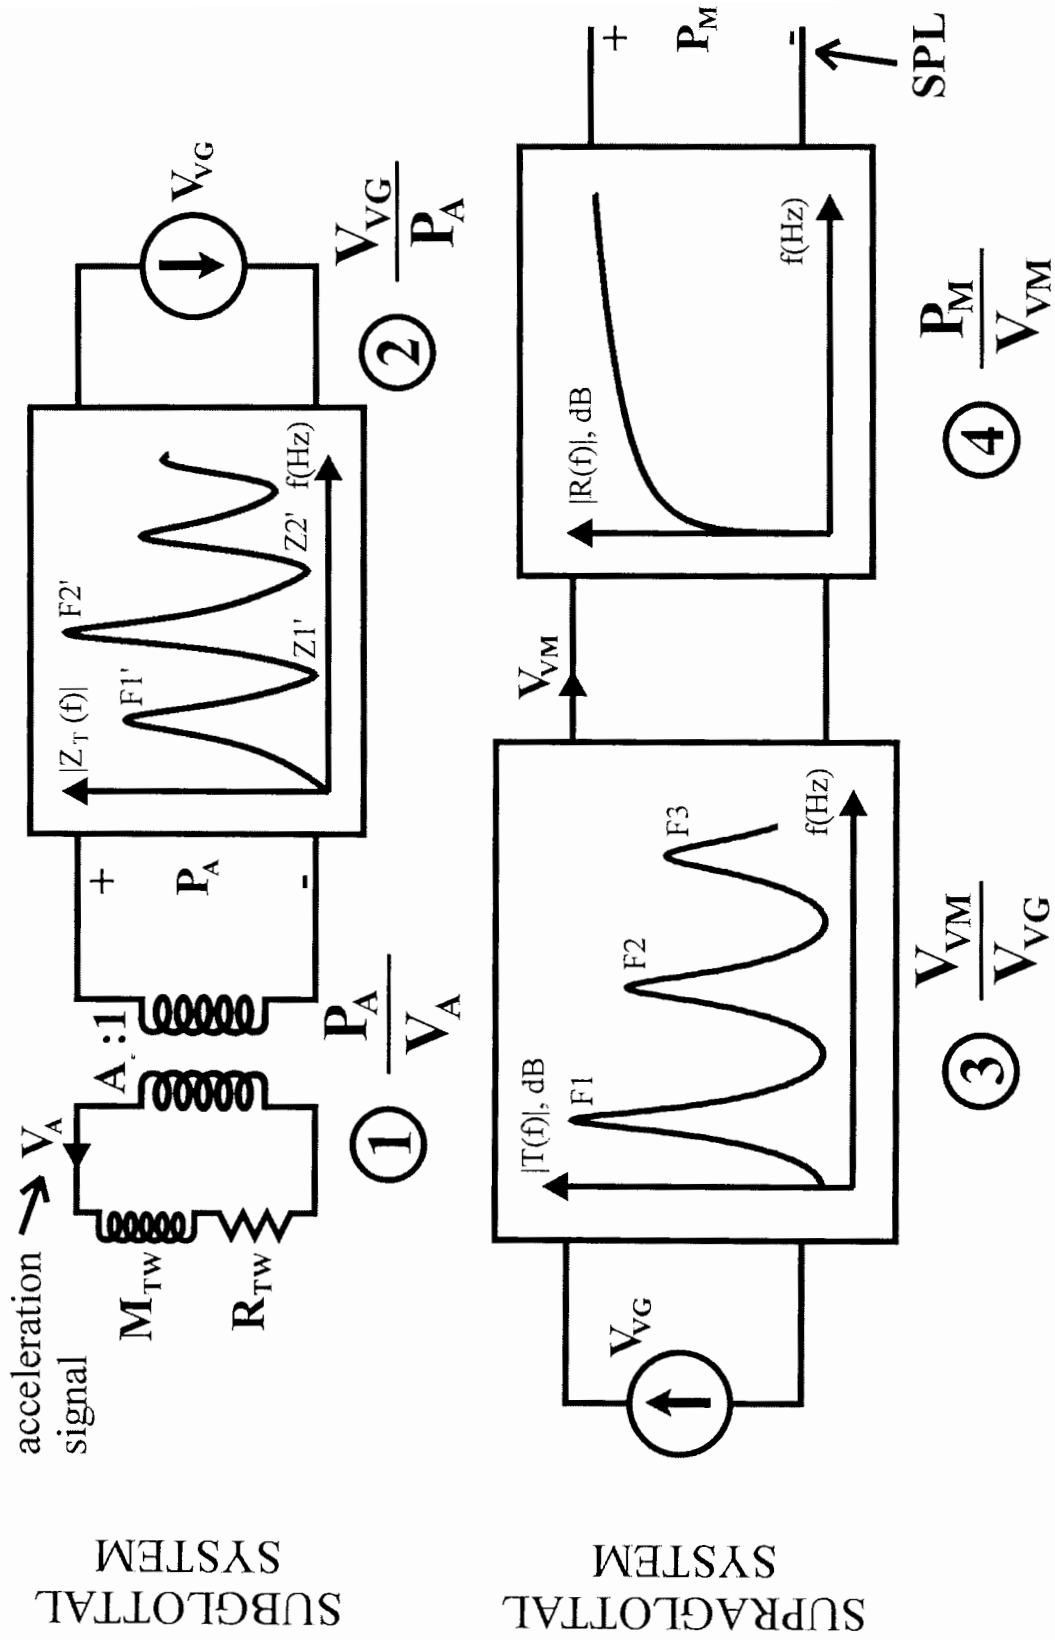 SUBGLOTTAL
SYSTEM
acceleration
signal
V_A
M_TW
R_TW
A :1
+
P_A
-
|Z_T (f)|
F1'
F2'
Z1'
Z2'
f(Hz)
V_VG
1
P_A
V_A
2
V_VG
P_A
SUPRAGLOTTAL
SYSTEM
V_VG
|T(f)|, dB
F1
F2
F3
f(Hz)
V_VM
|R(f)|, dB
f(Hz)
+
P_M
-
SPL
3
V_VM
V_VG
4
P_M
V_VM